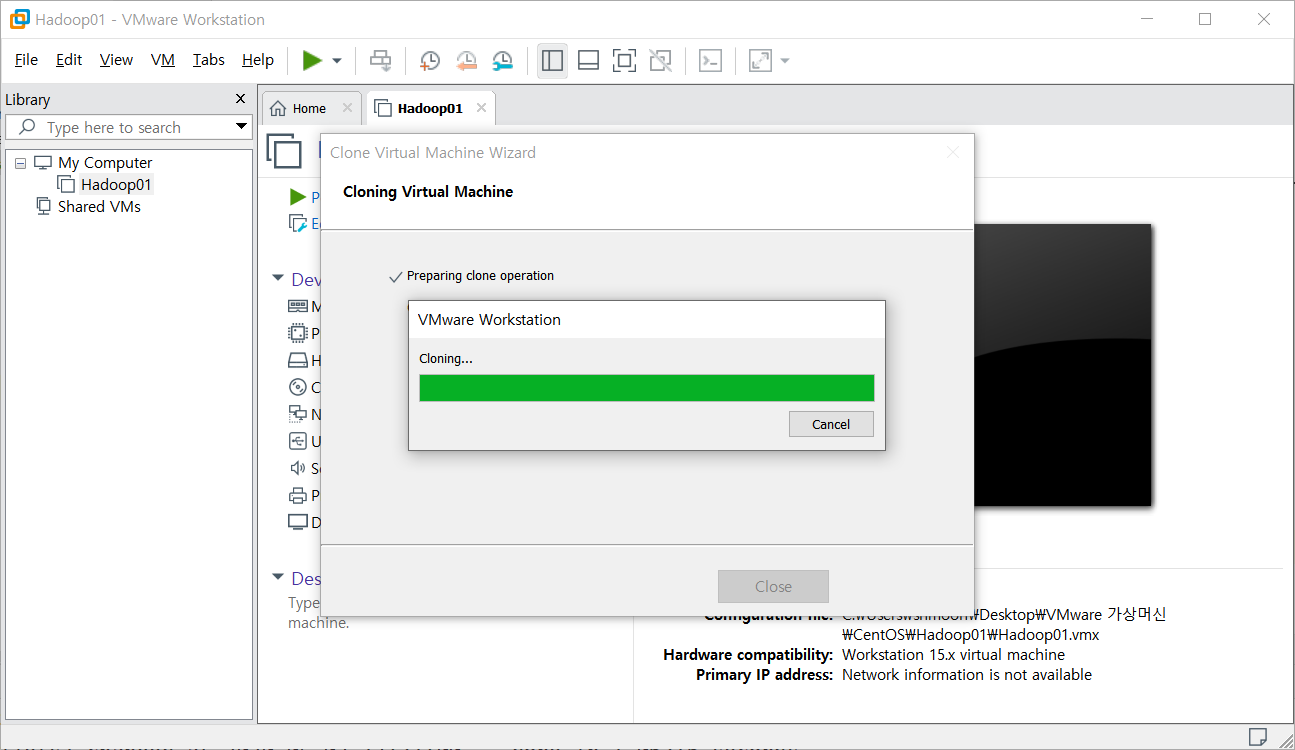 Hadoop01 - VMware Workstation
File Edit View VM Tabs Help
Library
Type here to search
My Computer
Hadoop01
Shared VMs
Home
Hadoop01
Clone Virtual Machine Wizard
Cloning Virtual Machine
Preparing clone operation
VMware Workstation
Cloning...
Cancel
Close
Dev
Des
Type
machine.
Configuration file: C:₩Users₩shmoon₩Desktop₩VMware 가상머신
₩CentOS₩Hadoop01₩Hadoop01.vmx
Hardware compatibility: Workstation 15.x virtual machine
Primary IP address: Network information is not available